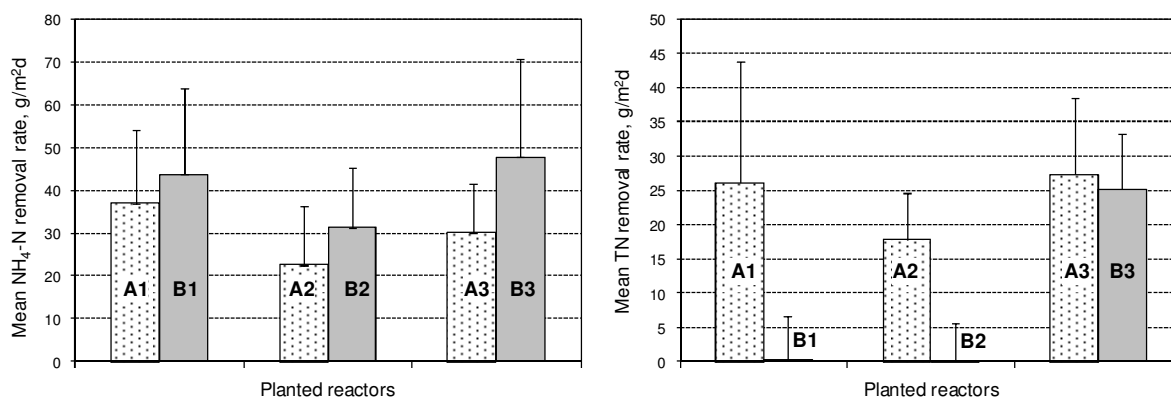 Mean NH₄-N removal rate, g/m²d
80
70
60
50
40
30
20
10
0
A1
B1
A2
B2
A3
B3
Planted reactors
Mean TN removal rate, g/m²d
50
45
40
35
30
25
20
15
10
5
0
A1
B1
A2
B2
A3
B3
Planted reactors